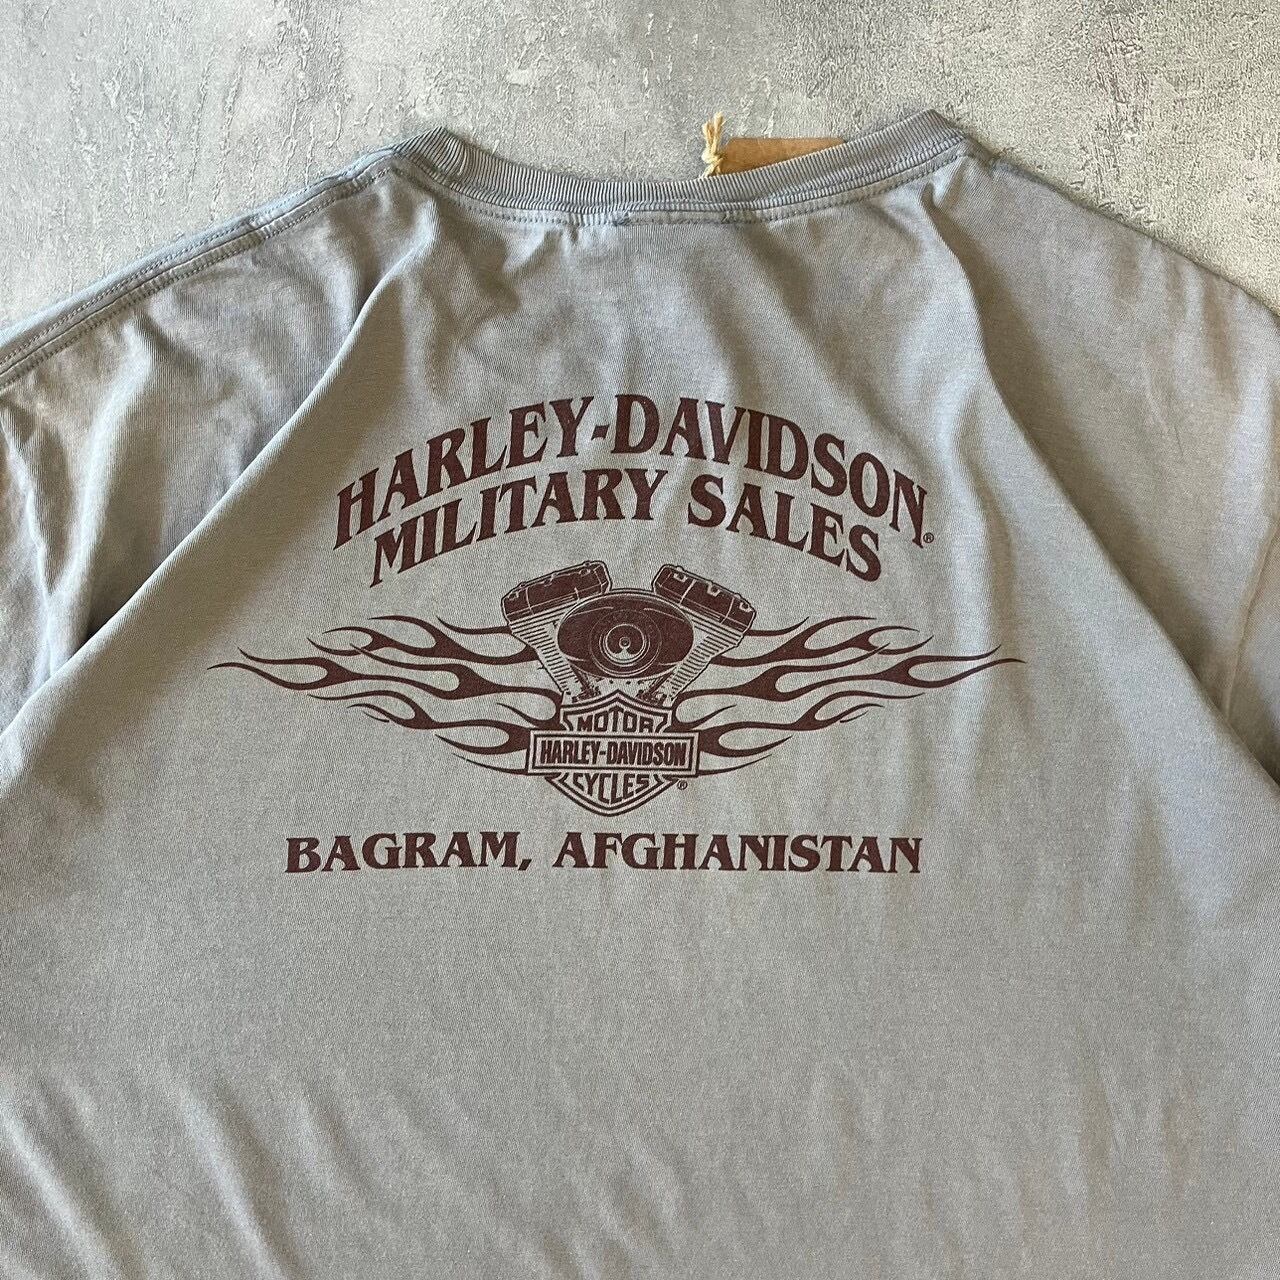 HARLEY-DAVIDSON®
MILITARY SALES
MOTOR
HARLEY-DAVIDSON
CYCLES®
BAGRAM, AFGHANISTAN